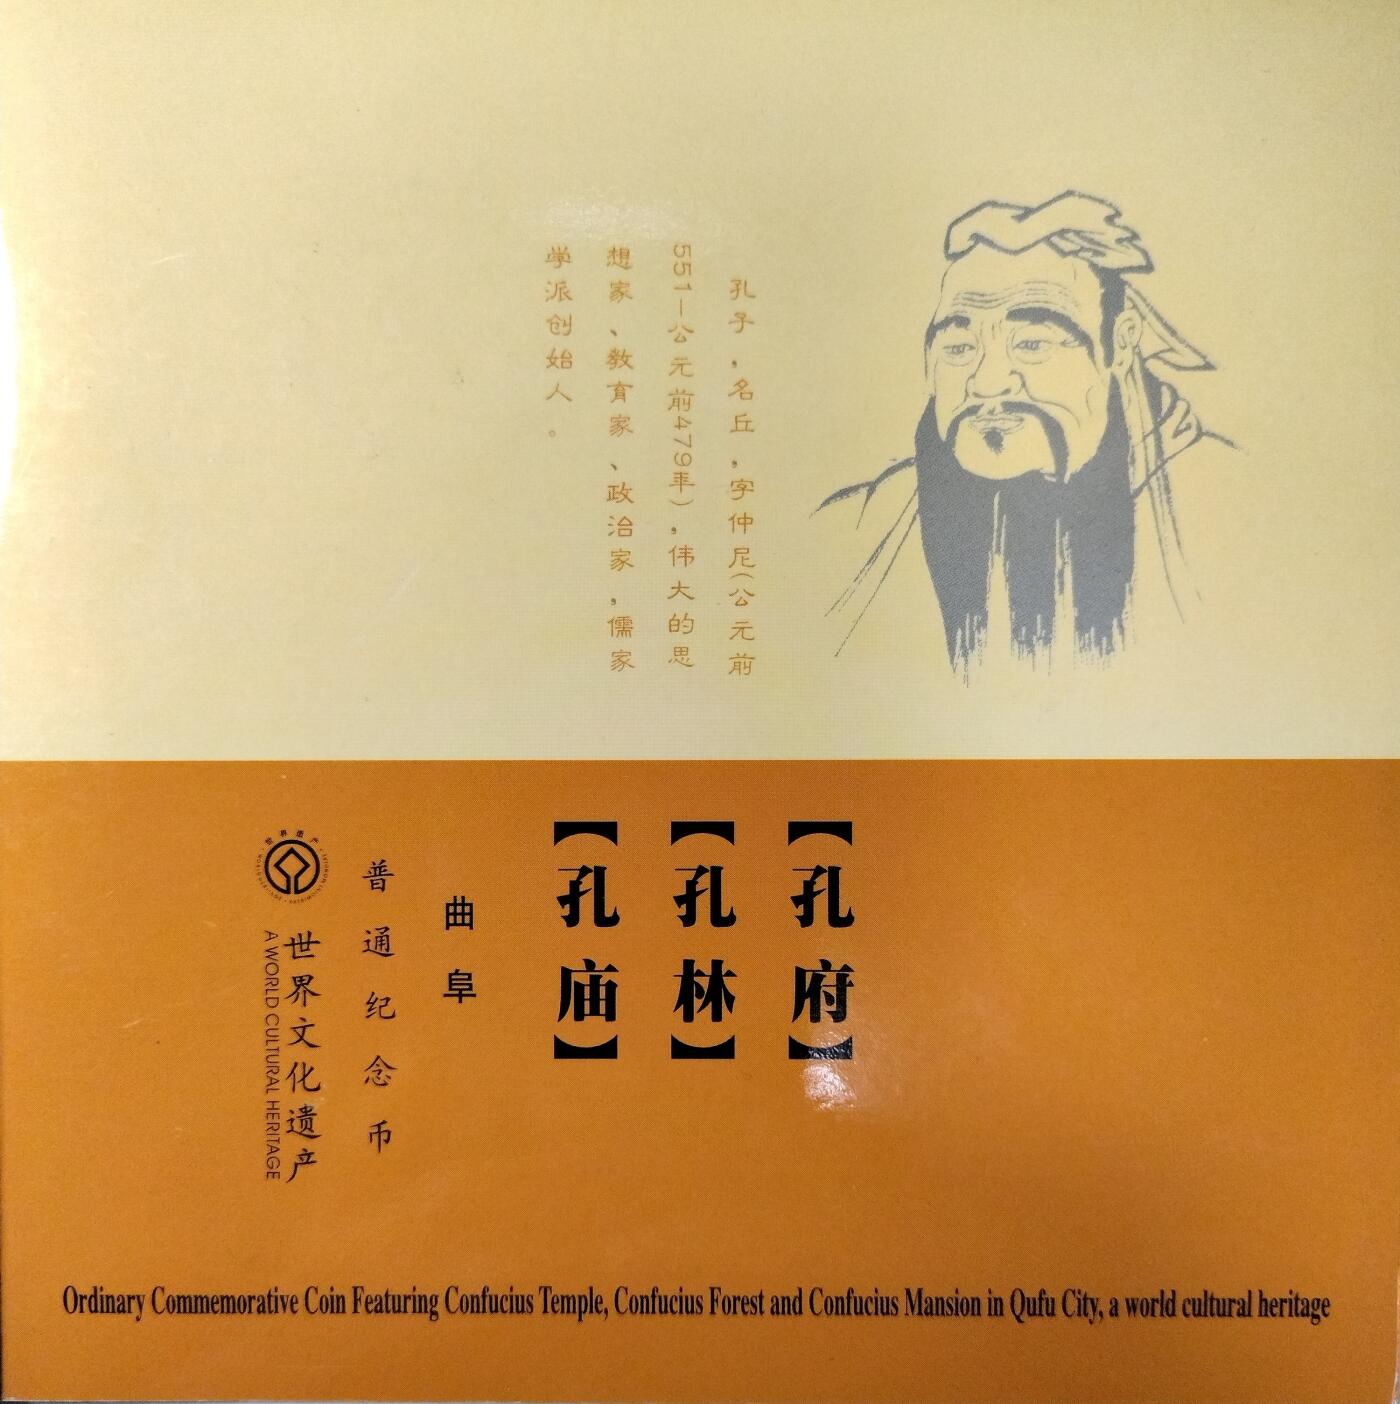 孔子，名丘，字仲尼（公元前
551—公元前479年），伟大的思
想家、教育家、政治家，儒家
学派创始人。
【孔府】
【孔林】
【孔庙】
曲阜
普通纪念币
世界遗产
世界文化遗产
A WORLD CULTURAL HERITAGE
Ordinary Commemorative Coin Featuring Confucius Temple, Confucius Forest and Confucius Mansion in Qufu City, a world cultural heritage